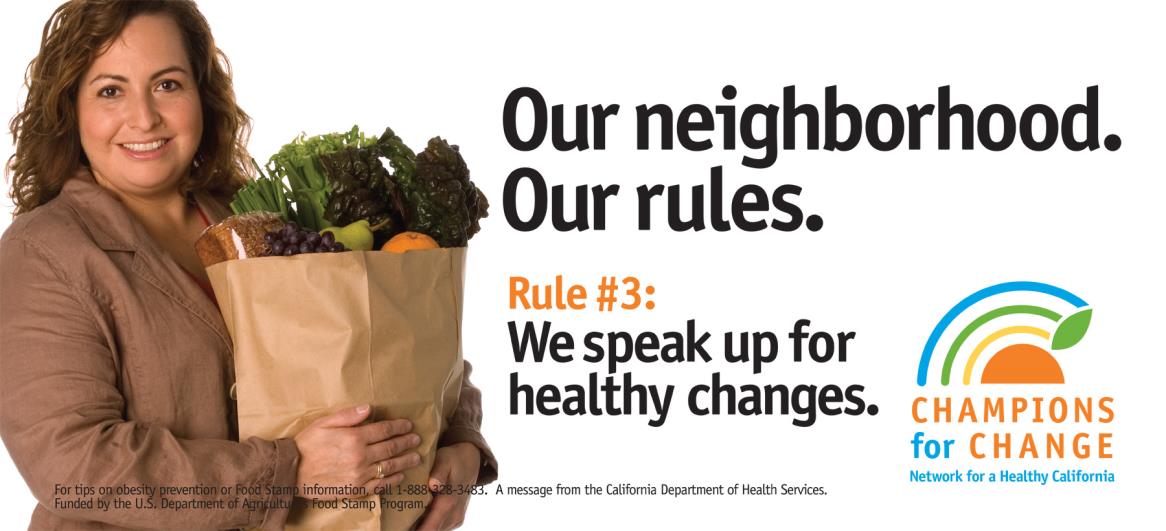 Our neighborhood.
Our rules.
Rule #3:
We speak up for
healthy changes.
CHAMPIONS
for CHANGE
Network for a Healthy California
For tips on obesity prevention or Food Stamp information, call 1-888-328-3483. A message from the California Department of Health Services.
Funded by the U.S. Department of Agriculture's Food Stamp Program.